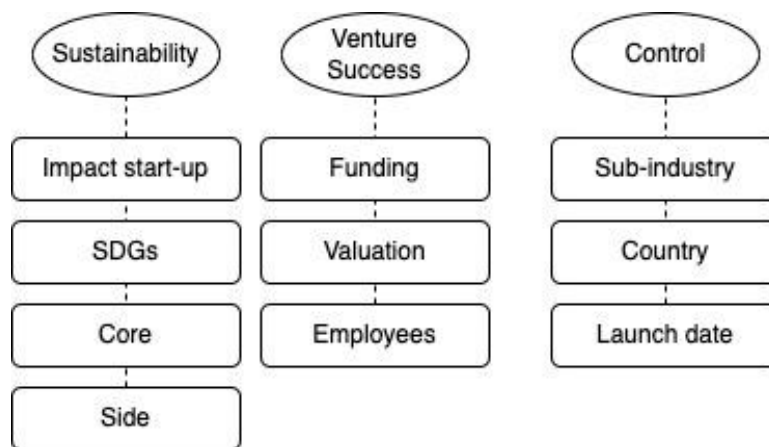 Sustainability
Venture
Success
Control
Impact start-up
Funding
Sub-industry
SDGs
Valuation
Country
Core
Employees
Launch date
Side